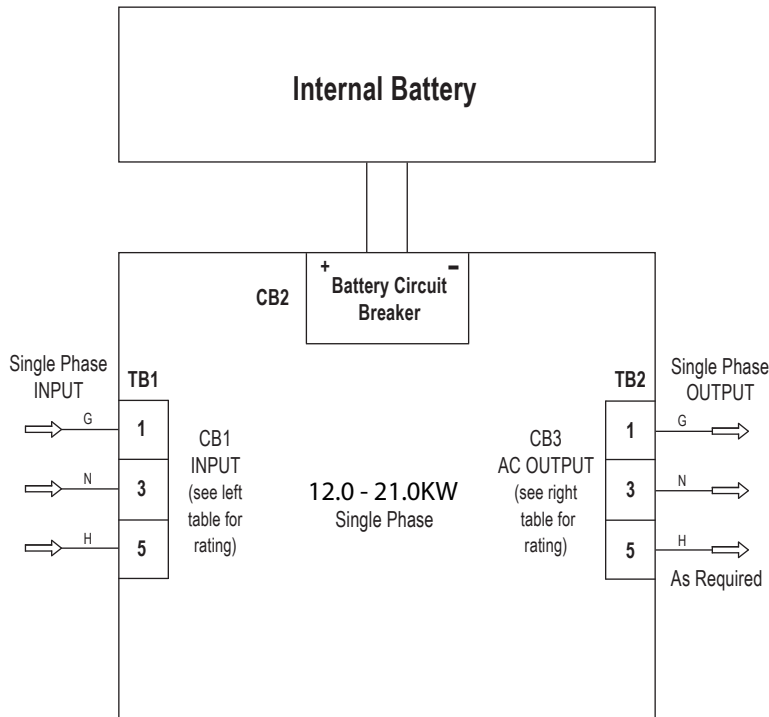 Internal Battery
+ −
Battery Circuit
Breaker
CB2
Single Phase
INPUT
TB1
G
1
N
3
H
5
CB1
INPUT
(see left
table for
rating)
12.0 - 21.0KW
Single Phase
CB3
AC OUTPUT
(see right
table for
rating)
TB2
1
3
5
Single Phase
OUTPUT
G
N
H
As Required